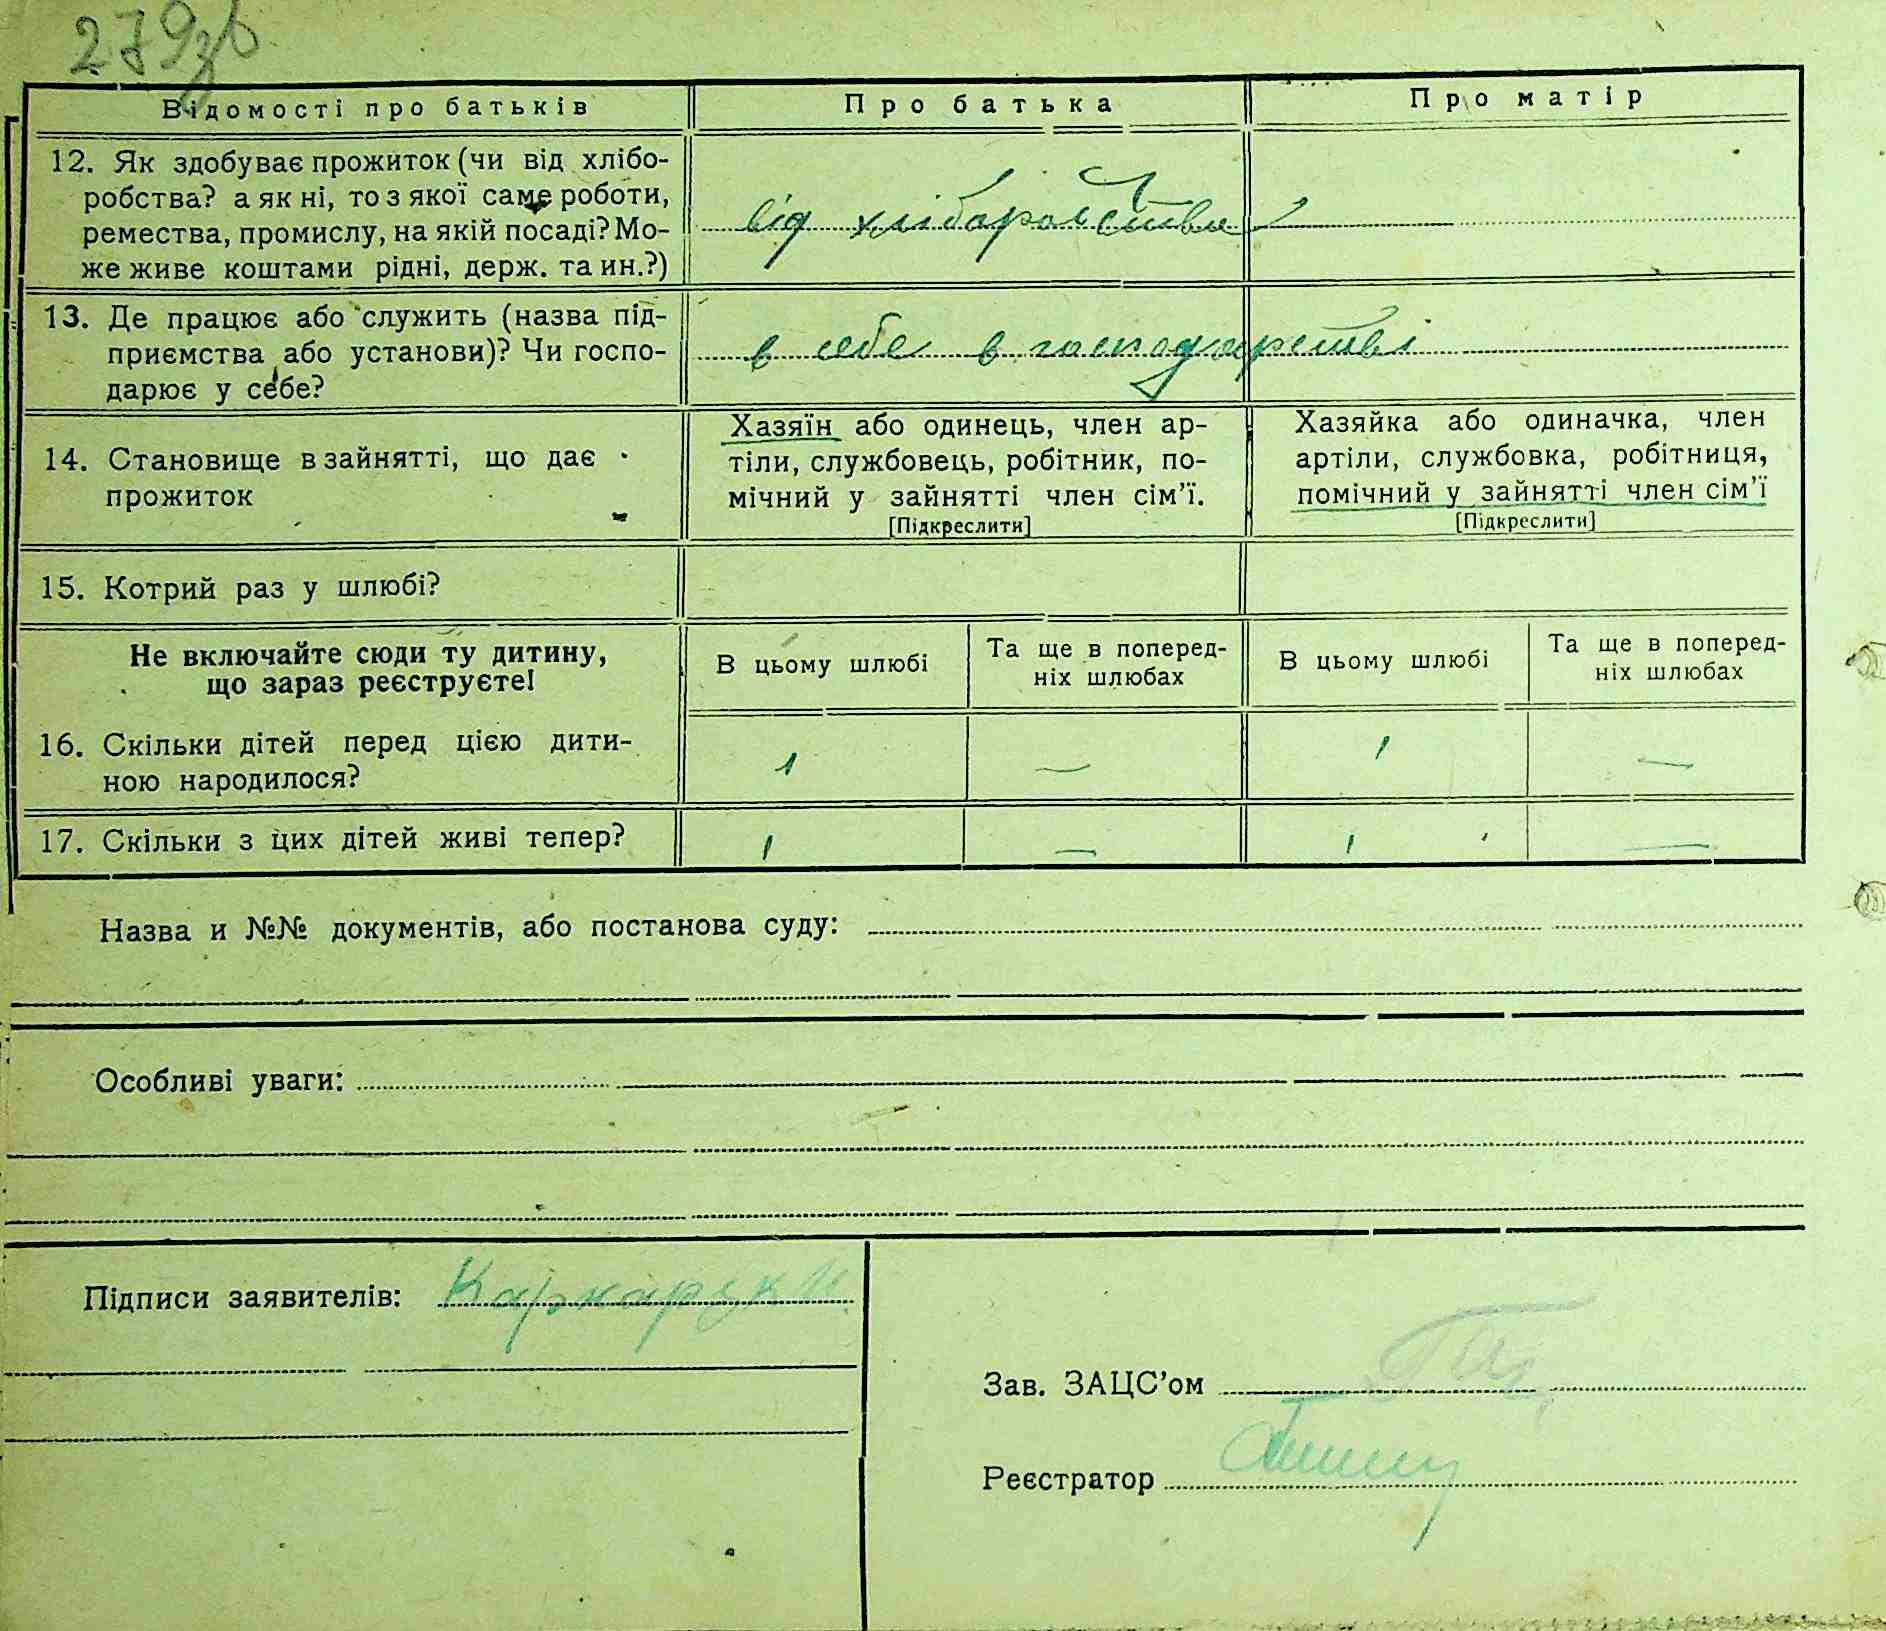 279зв
Відомості про батьків Про батька Про матір
12. Як здобуває прожиток (чи від хлібо-
робства? а як ні, то з якої саме роботи,
ремества, промислу, на якій посаді? Мо-
же живе коштами рідні, держ. та ин.?)
від хліборобства
13. Де працює або служить (назва під-
приємства або установи)? Чи госпо-
дарює у себе?
в себе в господарстві
14. Становище в зайнятті, що дає
прожиток
Хазяїн або одинець, член ар-
тіли, службовець, робітник, по-
мічний у зайнятті член сім'ї.
[Підкреслити]
Хазяйка або одиначка, член
артіли, службовка, робітниця,
помічний у зайнятті член сім'ї
[Підкреслити]
15. Котрий раз у шлюбі?
Не включайте сюди ту дитину,
що зараз реєструєте!
В цьому шлюбі
Та ще в поперед-
ніх шлюбах
В цьому шлюбі
Та ще в поперед-
ніх шлюбах
16. Скільки дітей перед цією дити-
ною народилося?
1 — 1 —
17. Скільки з цих дітей живі тепер?
1 — 1 —
Назва и №№ документів, або постанова суду:
Особливі уваги:
Підписи заявителів:
Зав. ЗАЦС'ом
Реєстратор